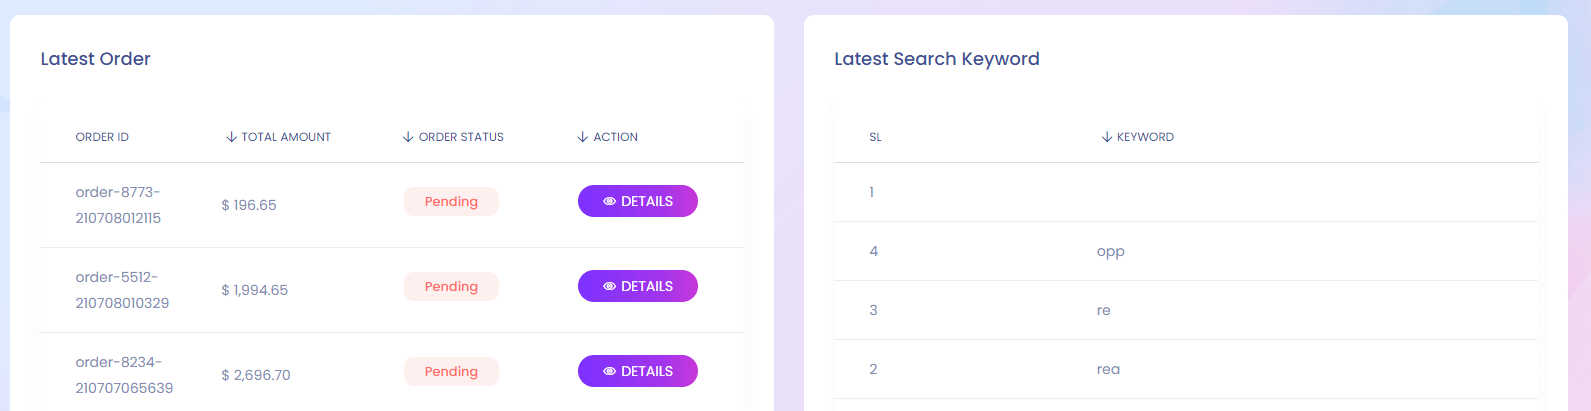 Latest Order
ORDER ID ↓ TOTAL AMOUNT ↓ ORDER STATUS ↓ ACTION
order-8773-
210708012115
$ 196.65 Pending DETAILS
order-5512-
210708010329
$ 1,994.65 Pending DETAILS
order-8234-
210707065639
$ 2,696.70 Pending DETAILS
Latest Search Keyword
SL ↓ KEYWORD
1
4 opp
3 re
2 rea